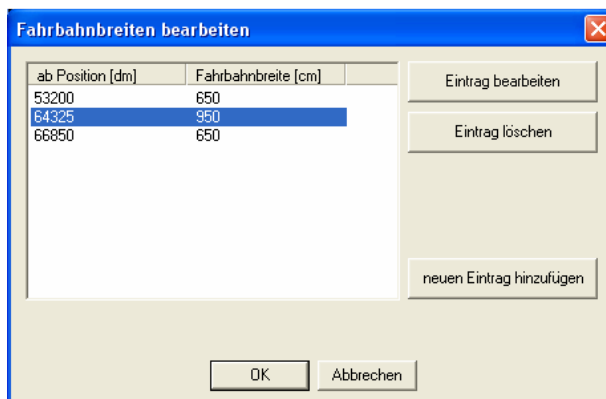 Fahrbahnbreiten bearbeiten
ab Position [dm] Fahrbahnbreite [cm]
53200 650
64325 950
66850 650
Eintrag bearbeiten
Eintrag löschen
neuen Eintrag hinzufügen
OK Abbrechen